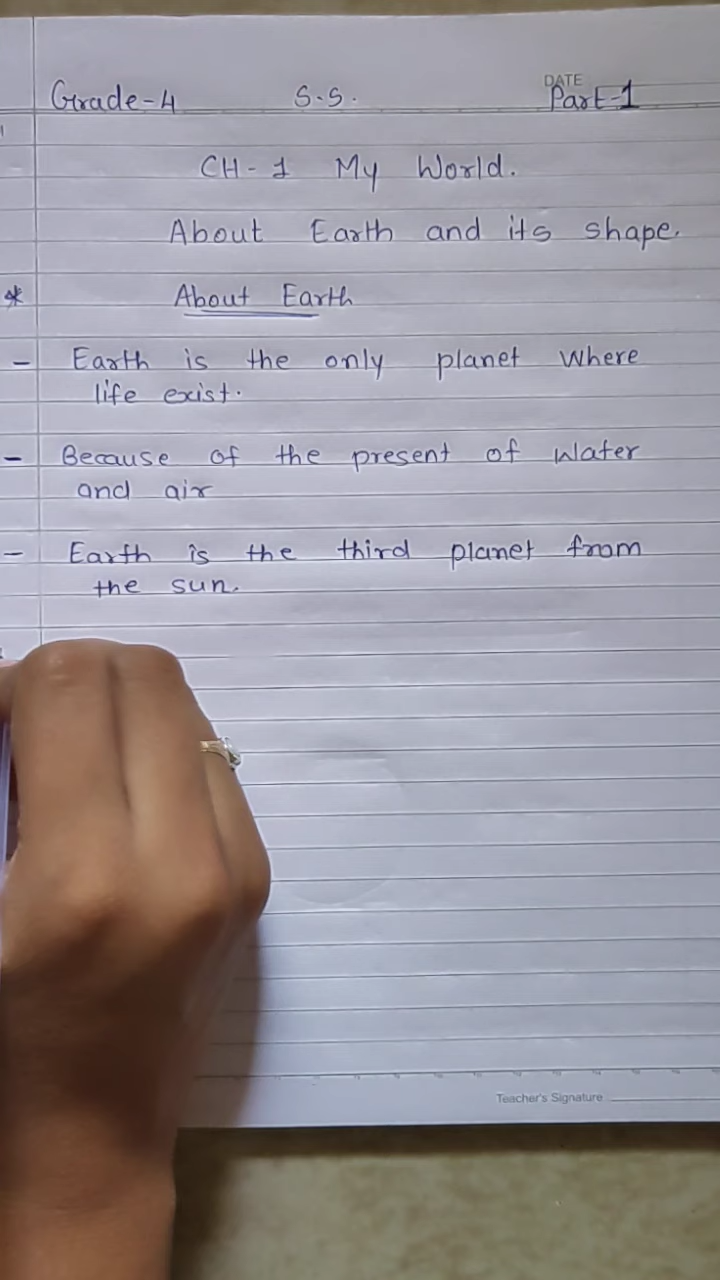 DATE
Grade-4 S.S. Part-1
CH-1 My World.
About Earth and its shape.
* About Earth
- Earth is the only planet where
life exist.
- Because of the present of water
and air
- Earth is the third planet from
the sun.
Teacher's Signature